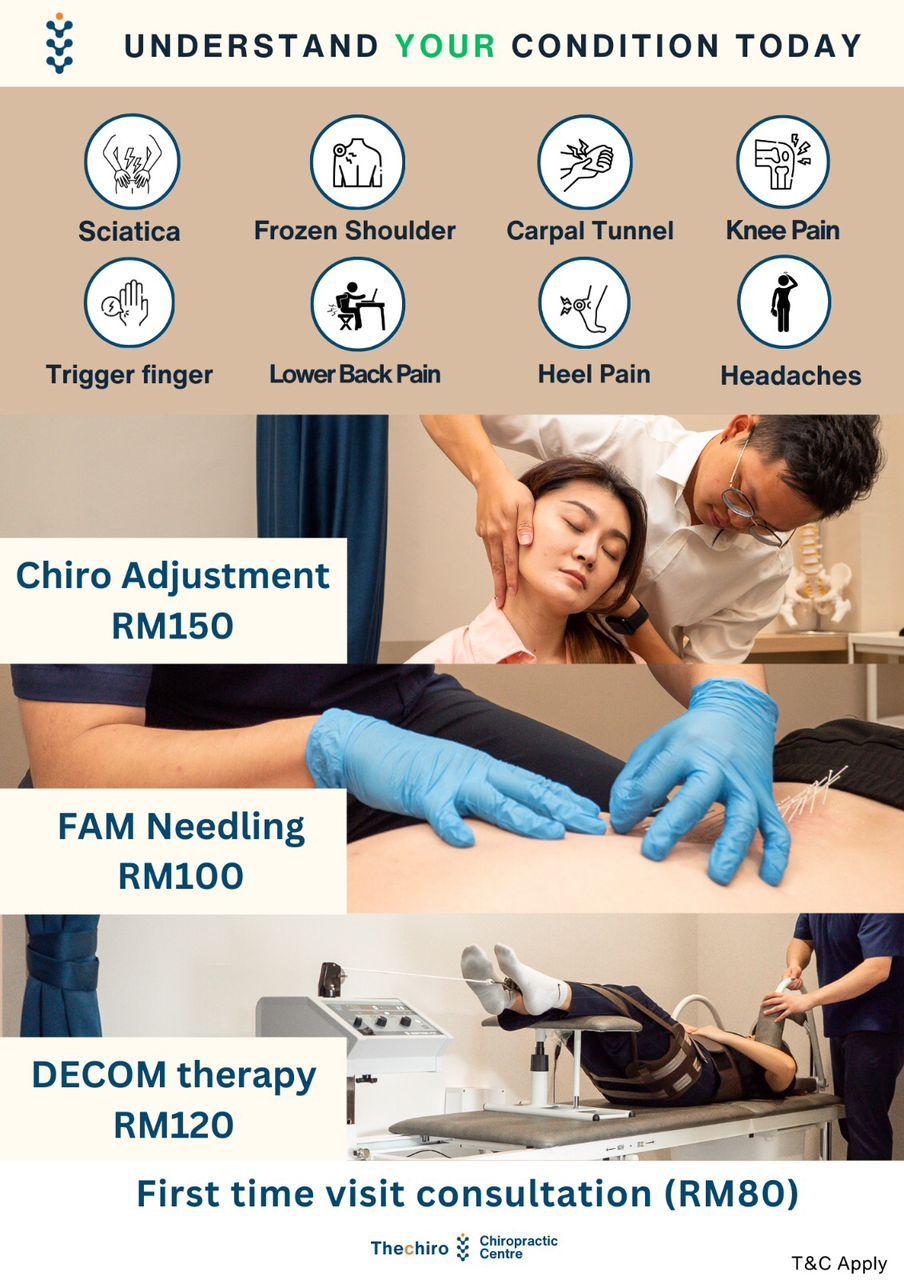 UNDERSTAND YOUR CONDITION TODAY
Sciatica
Frozen Shoulder
Carpal Tunnel
Knee Pain
Trigger finger
Lower Back Pain
Heel Pain
Headaches
Chiro Adjustment
RM150
FAM Needling
RM100
DECOM therapy
RM120
First time visit consultation (RM80)
Thechiro
Chiropractic
Centre
T&C Apply